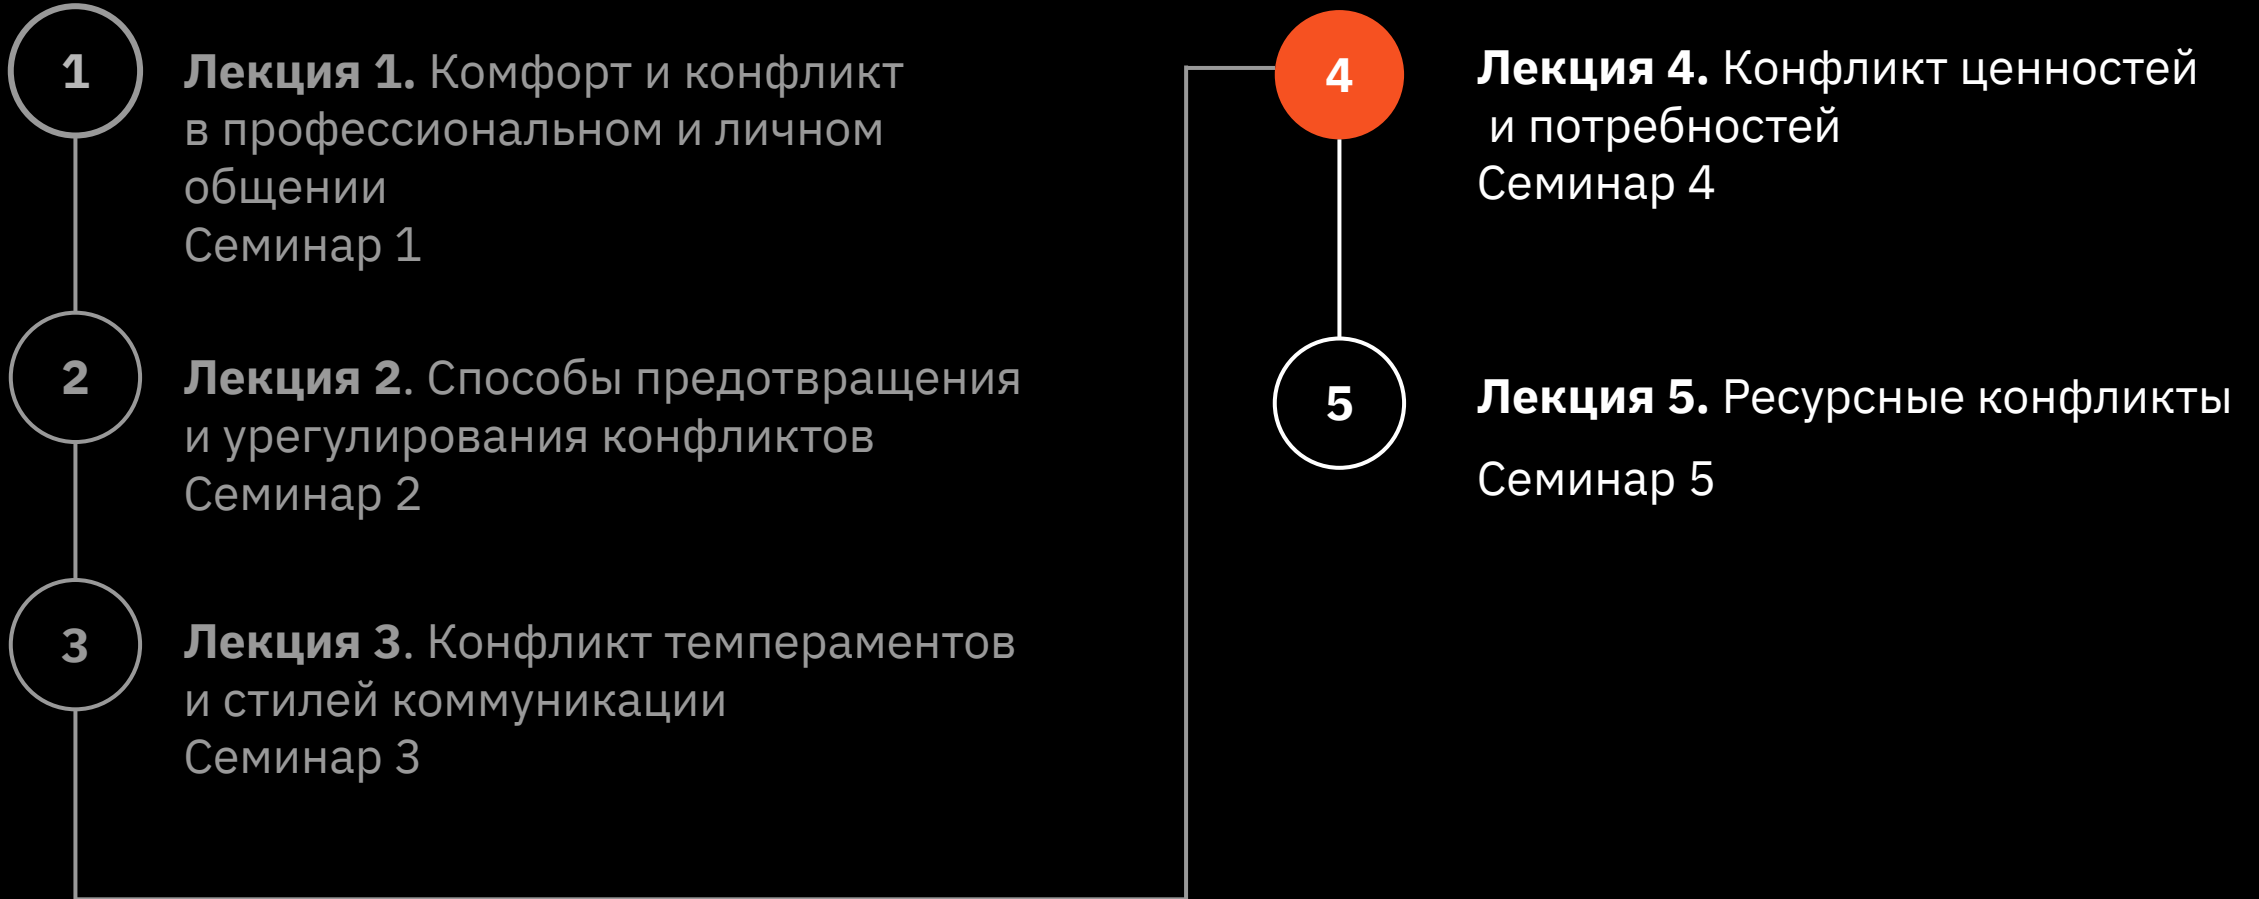 1
Лекция 1. Комфорт и конфликт
в профессиональном и личном
общении
Семинар 1
2
Лекция 2. Способы предотвращения
и урегулирования конфликтов
Семинар 2
3
Лекция 3. Конфликт темпераментов
и стилей коммуникации
Семинар 3
4
Лекция 4. Конфликт ценностей
и потребностей
Семинар 4
5
Лекция 5. Ресурсные конфликты
Семинар 5